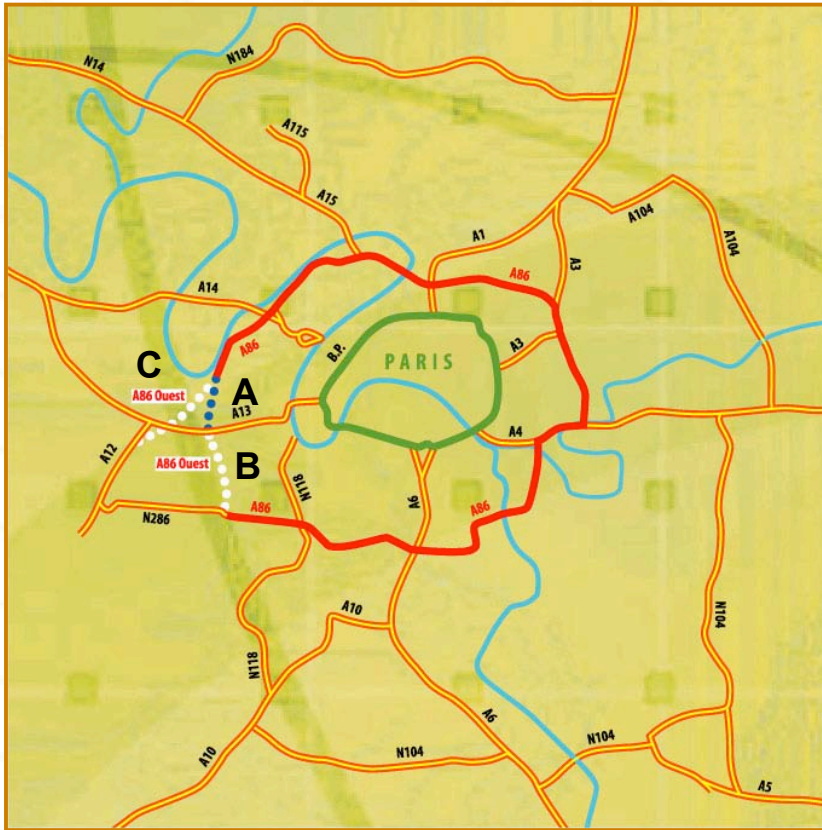 N14
N184
A115
A15
A1
A104
A104
A3
A14
A86
A86
B.P.
PARIS
A3
C
A86 Ouest
A
A13
A12
A86 Ouest
B
A4
N118
A6
N286
A86
A86
A10
N118
N104
A6
A10
N104
N104
A5